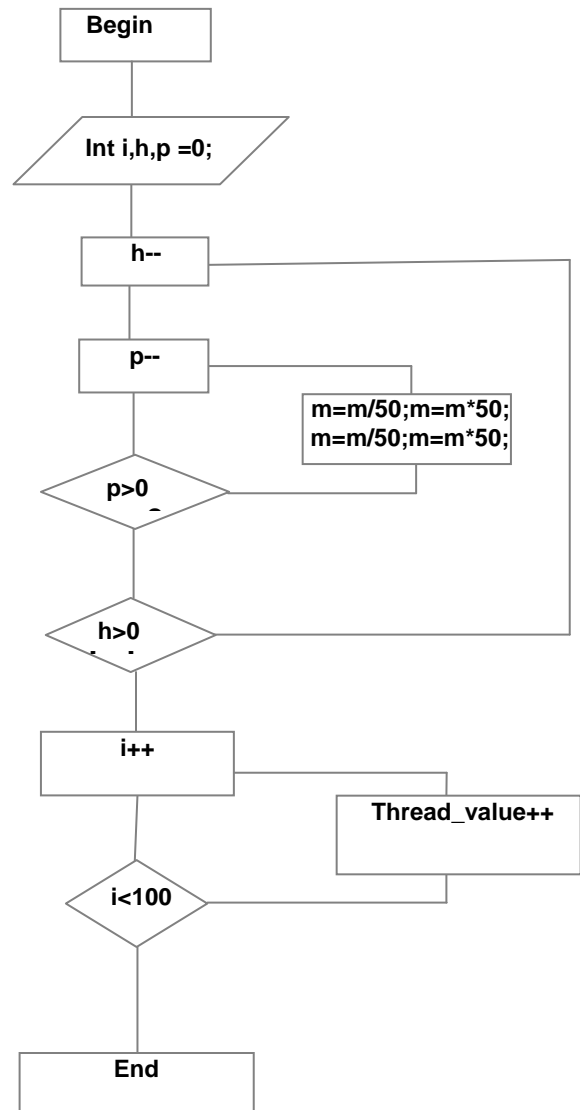 Begin
Int i,h,p =0;
h--
p--
m=m/50;m=m*50;
m=m/50;m=m*50;
p>0
h>0
i++
Thread_value++
i<100
End